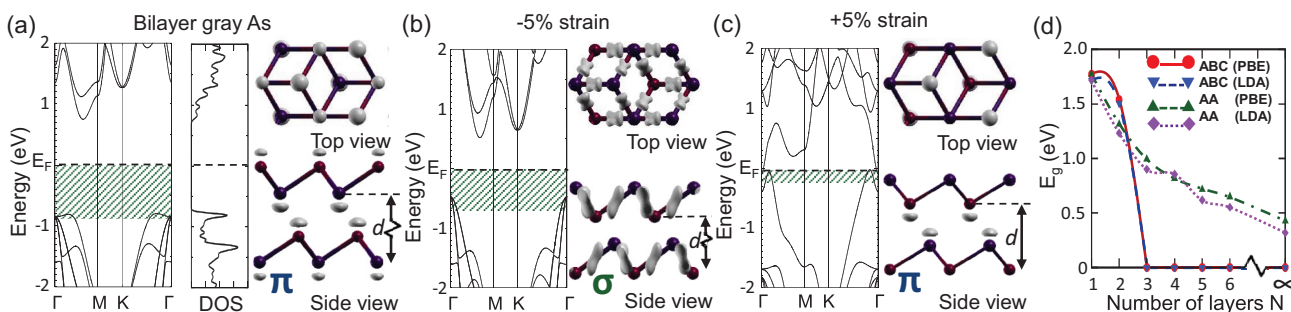 (a) Bilayer gray As
Energy (eV)
2
1
E_F
-1
-2
Γ M K Γ
DOS
Top view
d
π
Side view
(b) -5% strain
Energy (eV)
2
1
E_F
-1
-2
Γ M K Γ
Top view
d
σ
Side view
(c) +5% strain
Energy (eV)
2
1
E_F
-1
-2
Γ M K Γ
Top view
d
π
Side view
(d)
E_g (eV)
2.0
1.5
1.0
0.5
0
ABC (PBE)
ABC (LDA)
AA (PBE)
AA (LDA)
1 2 3 4 5 6 ∞
Number of layers N